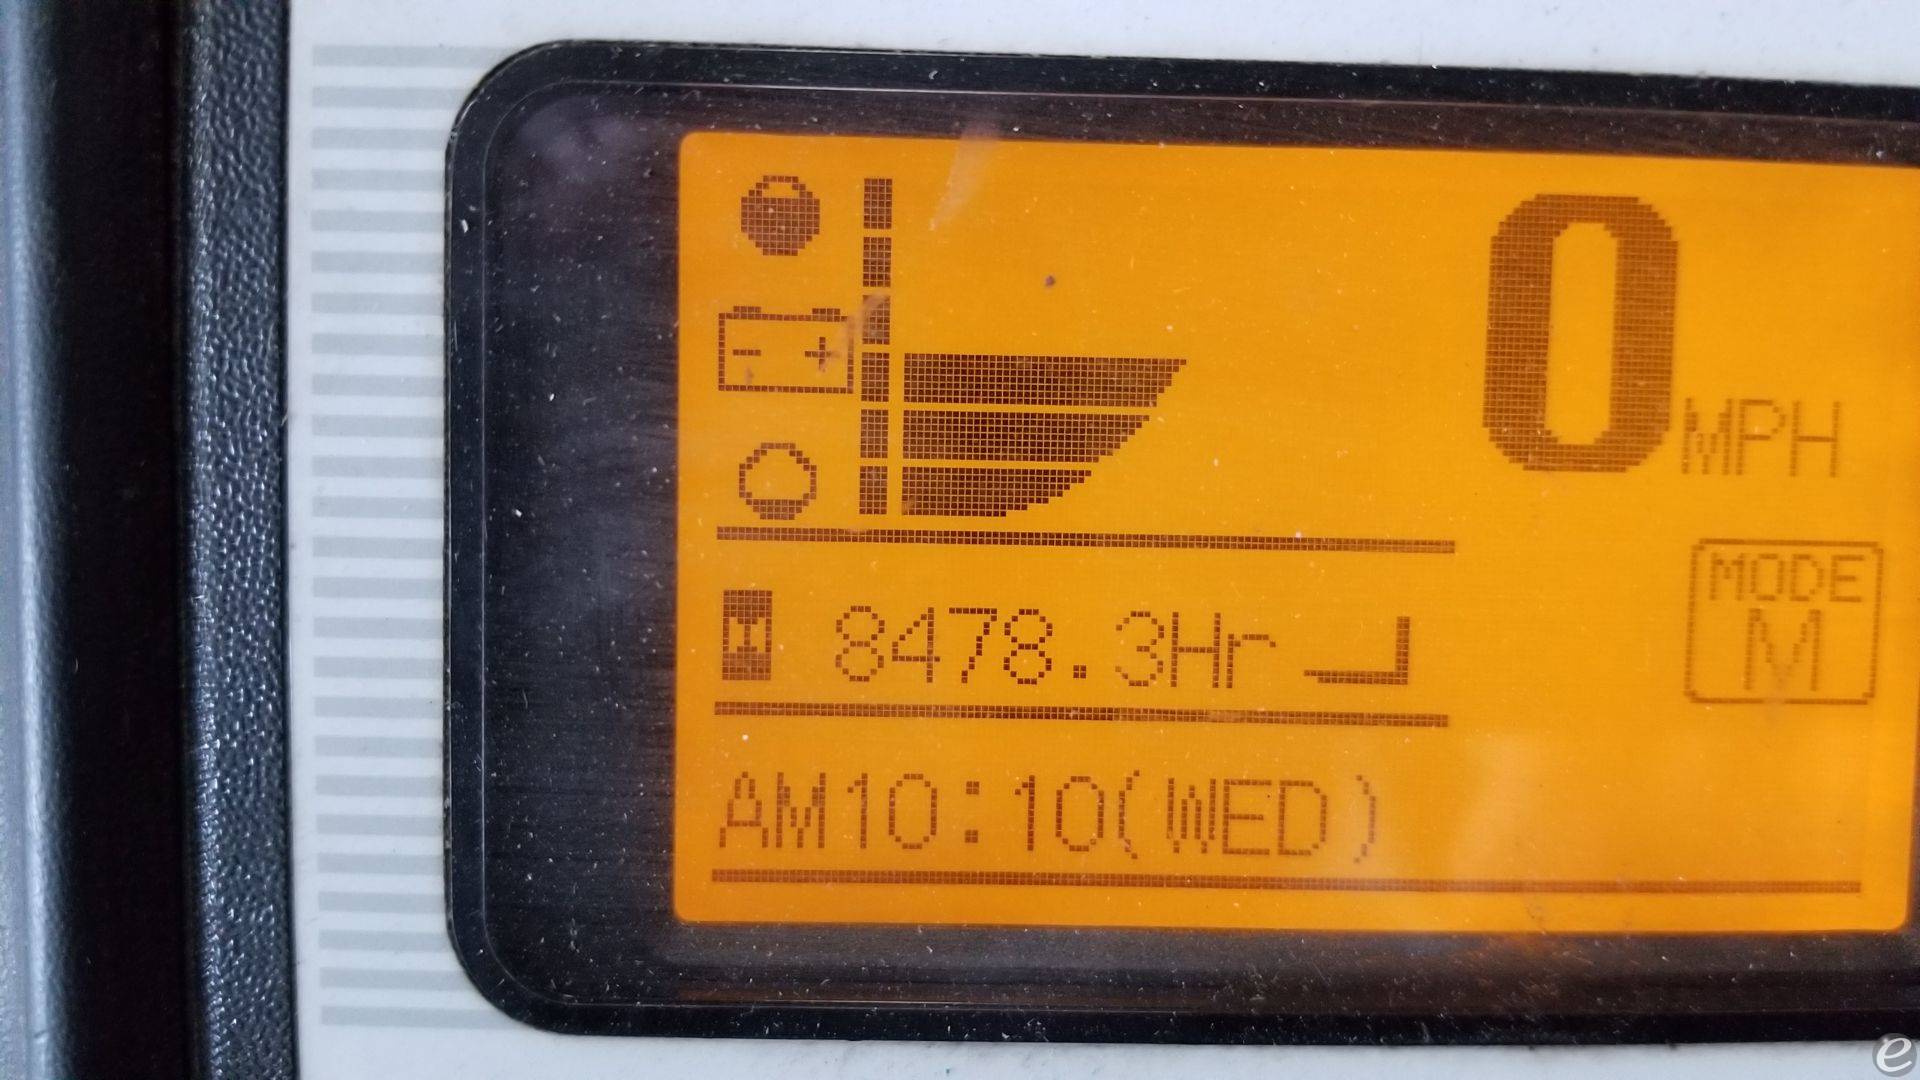 0 MPH
- +
MODE
M
8478.3Hr
AM10:10(WED)
e